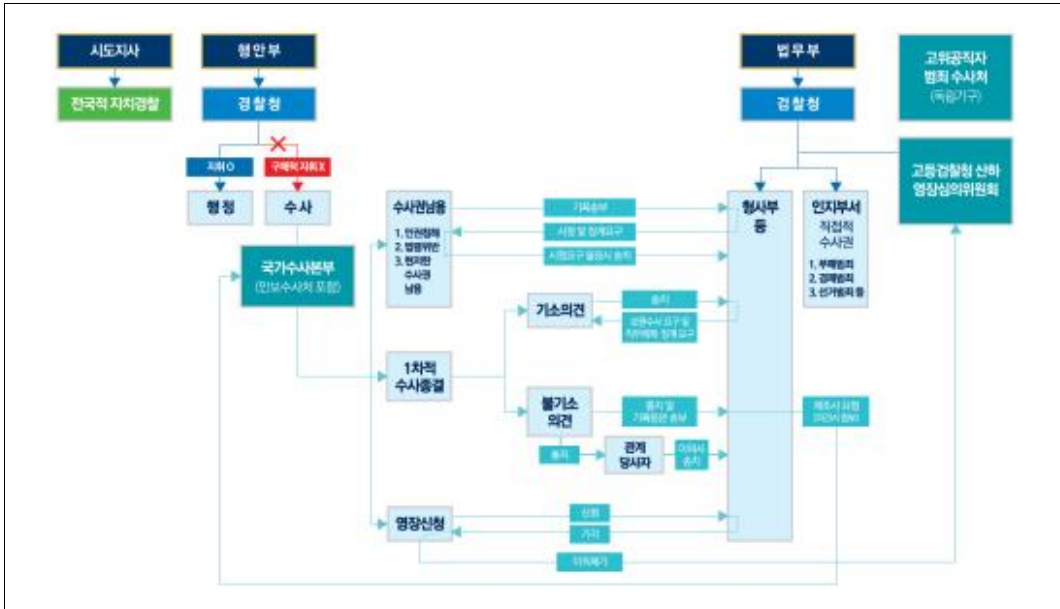 시도지사
행안부
법무부
고위공직자
범죄 수사처
(독립기구)
전국적 자치경찰
경찰청
검찰청
지휘 O
구체적 지휘 X
고등검찰청 산하
영장심의위원회
행정
수사
수사권남용
1. 인권침해
2. 법령위반
3. 현저한
수사권
남용
기록송부
시정 및 징계요구
시정요구 불응시 송치
형사부
등
인지부서
직접적
수사권
1. 부패범죄
2. 경제범죄
3. 선거범죄 등
국가수사본부
(안보수사처 포함)
기소의견
송치
보완수사 요구 및
직무배제·징계 요구
1차적
수사종결
불기소
의견
통지 및
기록등본 송부
재조사 요청
통지
관계
당사자
이의시
송치
영장신청
신청
기각
이의제기